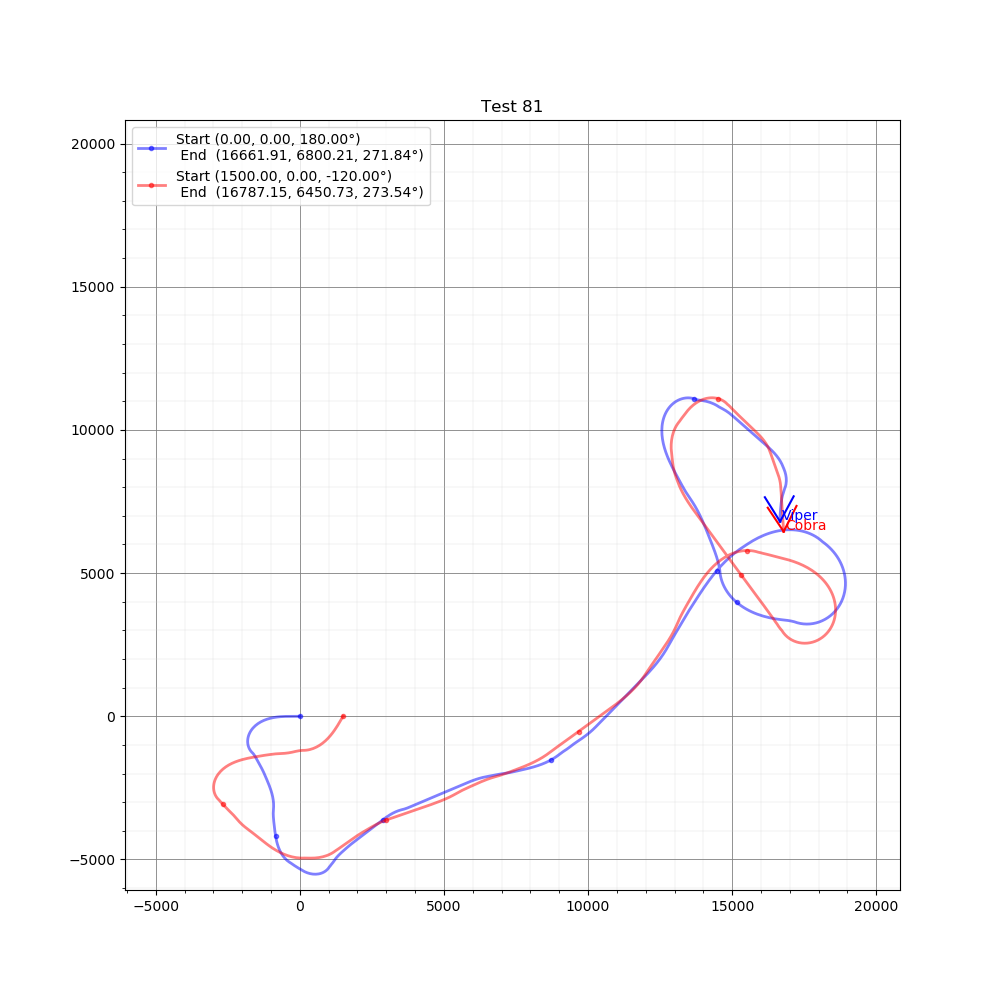 Test 81
Start (0.00, 0.00, 180.00°)
End  (16661.91, 6800.21, 271.84°)
Start (1500.00, 0.00, -120.00°)
End  (16787.15, 6450.73, 273.54°)
20000
15000
10000
5000
0
−5000
Viper
Cobra
−5000 0 5000 10000 15000 20000